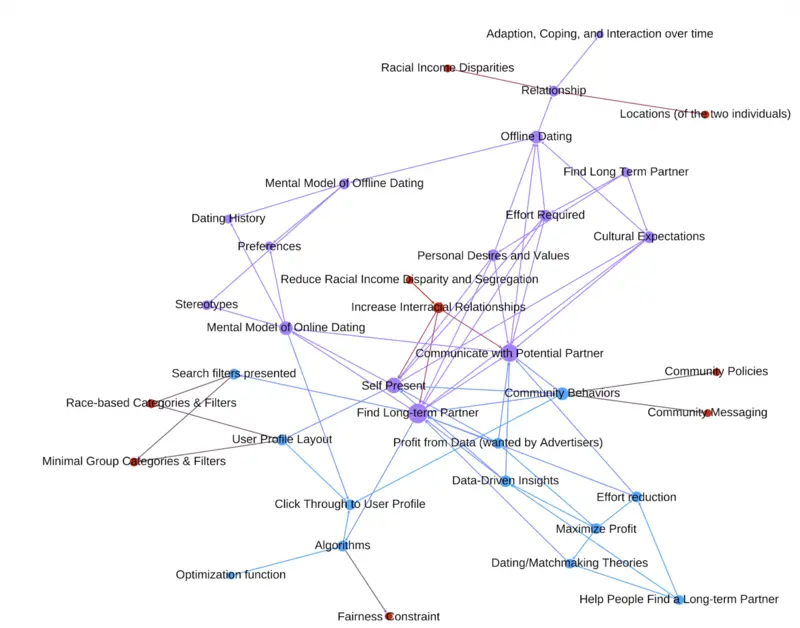 Adaption, Coping, and Interaction over time
Racial Income Disparities
Relationship
Locations (of the two individuals)
Offline Dating
Find Long Term Partner
Mental Model of Offline Dating
Effort Required
Dating History
Cultural Expectations
Preferences
Personal Desires and Values
Reduce Racial Income Disparity and Segregation
Stereotypes
Increase Interracial Relationships
Mental Model of Online Dating
Communicate with Potential Partner
Search filters presented
Community Policies
Self Present
Community Behaviors
Race-based Categories & Filters
Find Long-term Partner
Community Messaging
User Profile Layout
Profit from Data (wanted by Advertisers)
Minimal Group Categories & Filters
Data-Driven Insights
Effort reduction
Click Through to User Profile
Maximize Profit
Algorithms
Dating/Matchmaking Theories
Optimization function
Help People Find a Long-term Partner
Fairness Constraint